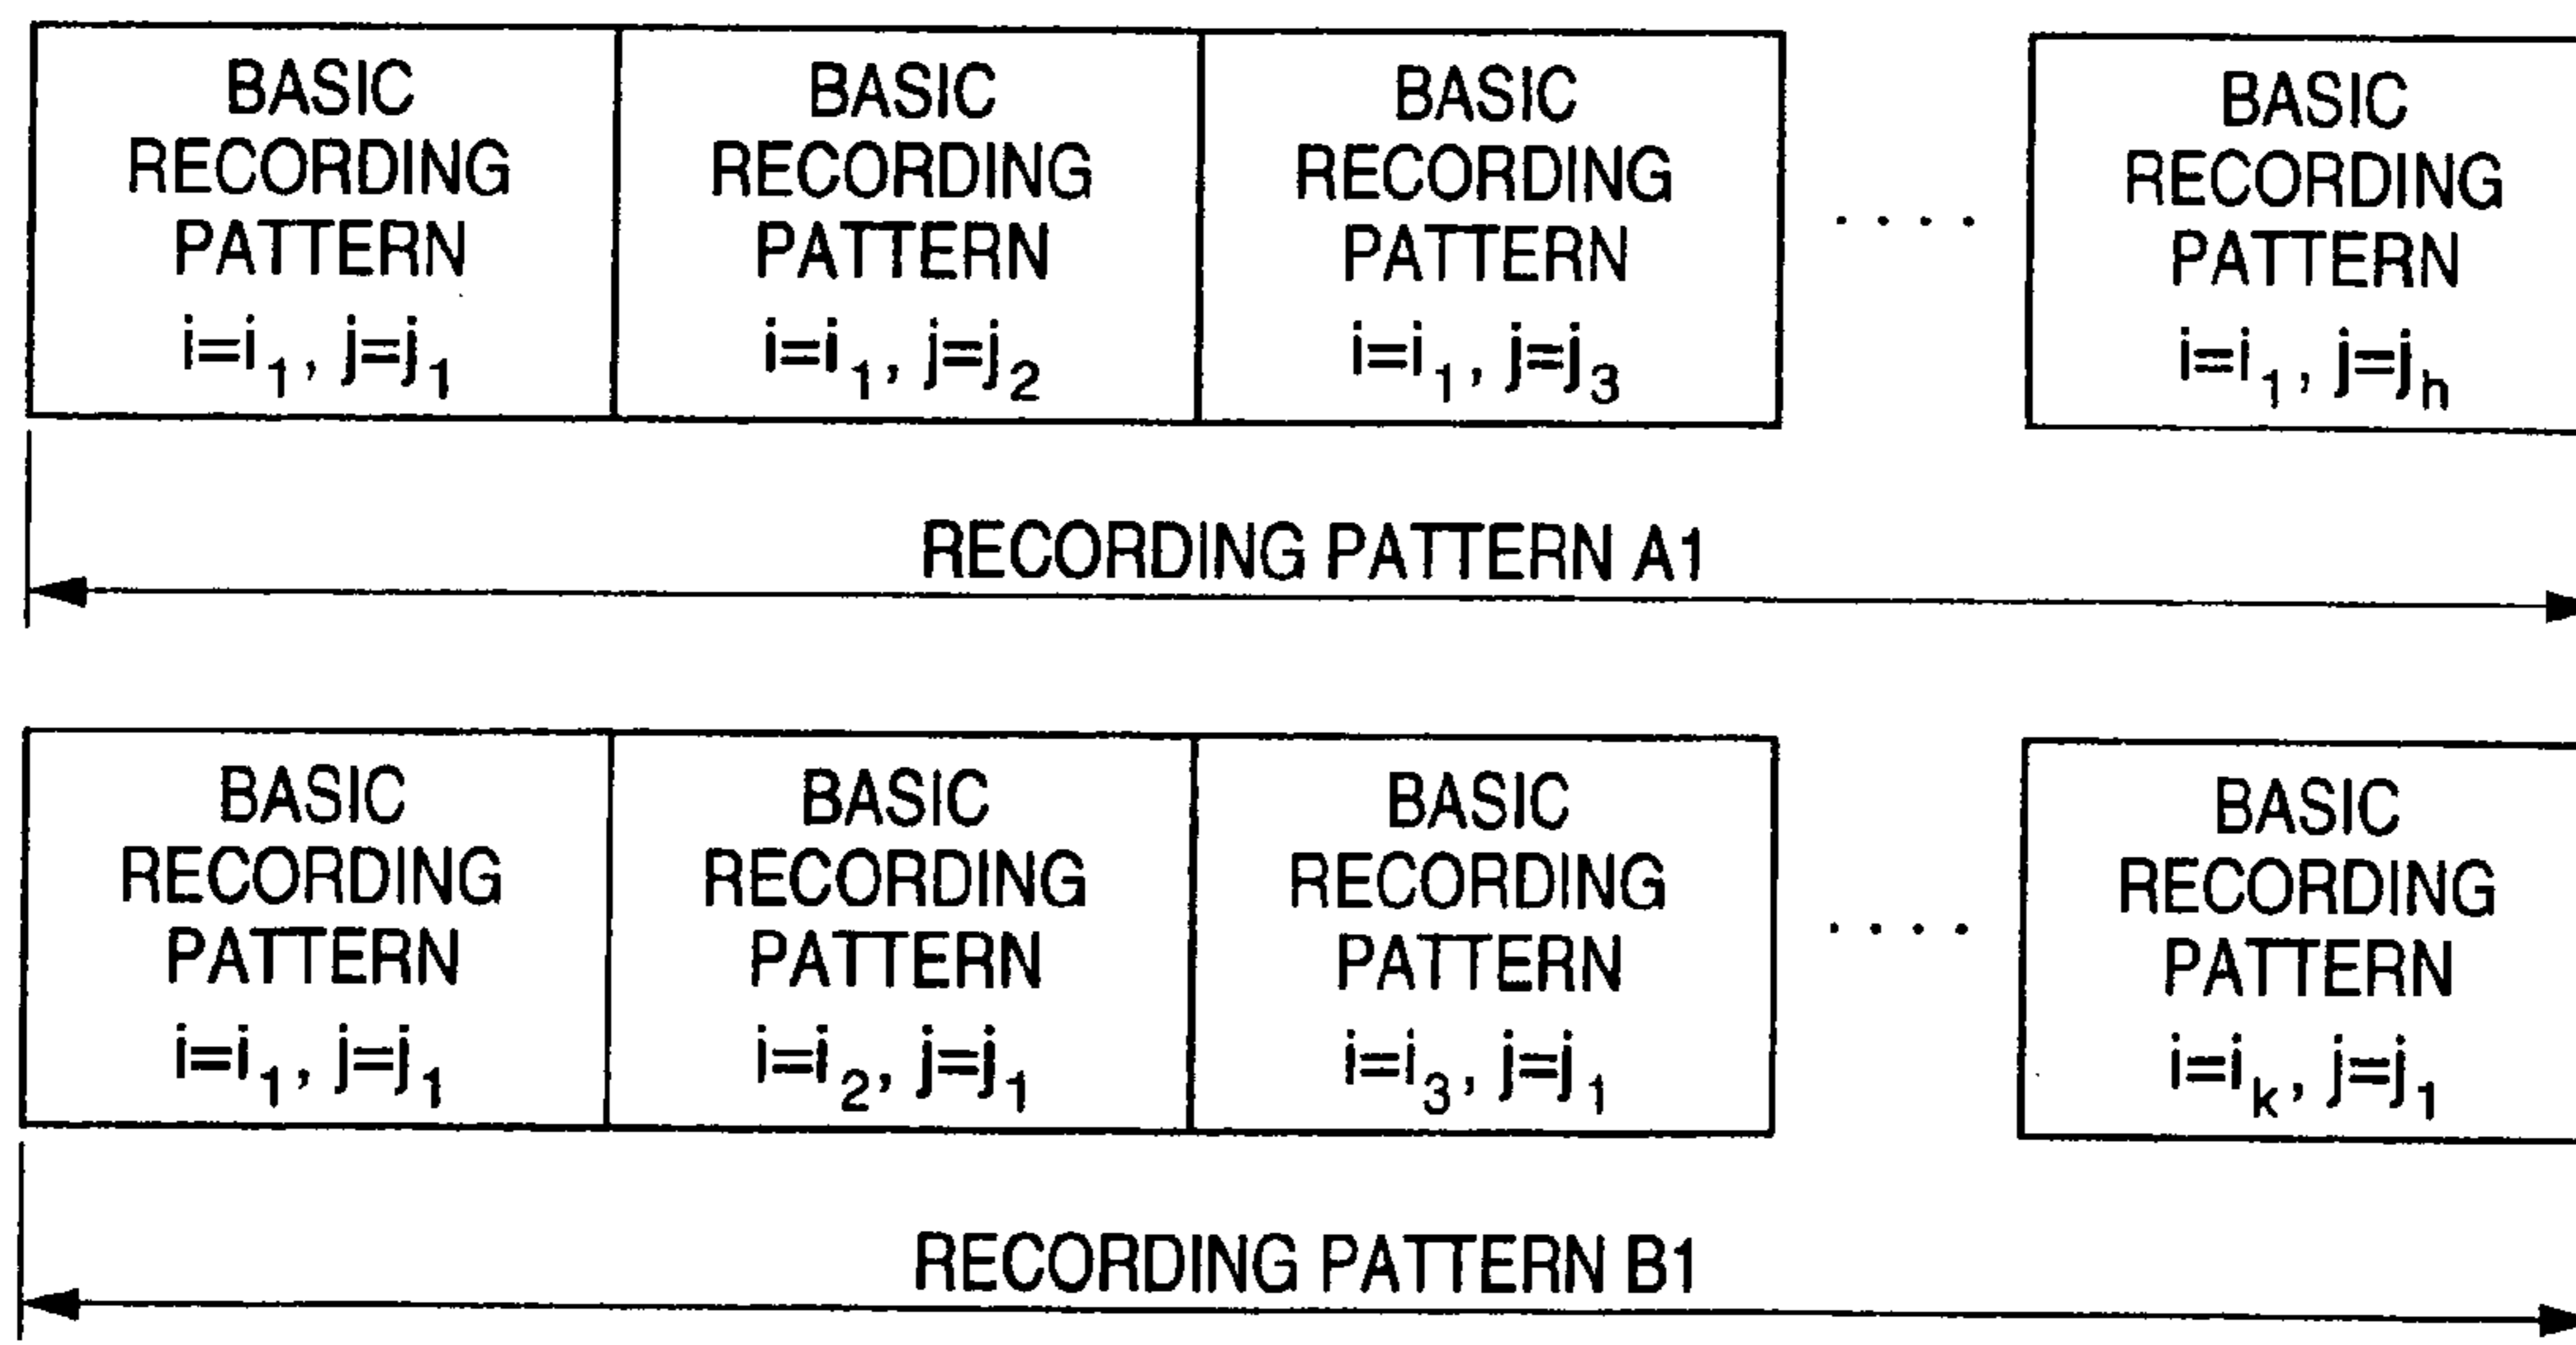 BASIC
RECORDING
PATTERN
i=i₁, j=j₁
BASIC
RECORDING
PATTERN
i=i₁, j=j₂
BASIC
RECORDING
PATTERN
i=i₁, j=j₃
. . . .
BASIC
RECORDING
PATTERN
i=i₁, j=jₕ
RECORDING PATTERN A1
BASIC
RECORDING
PATTERN
i=i₁, j=j₁
BASIC
RECORDING
PATTERN
i=i₂, j=j₁
BASIC
RECORDING
PATTERN
i=i₃, j=j₁
. . . .
BASIC
RECORDING
PATTERN
i=iₖ, j=j₁
RECORDING PATTERN B1